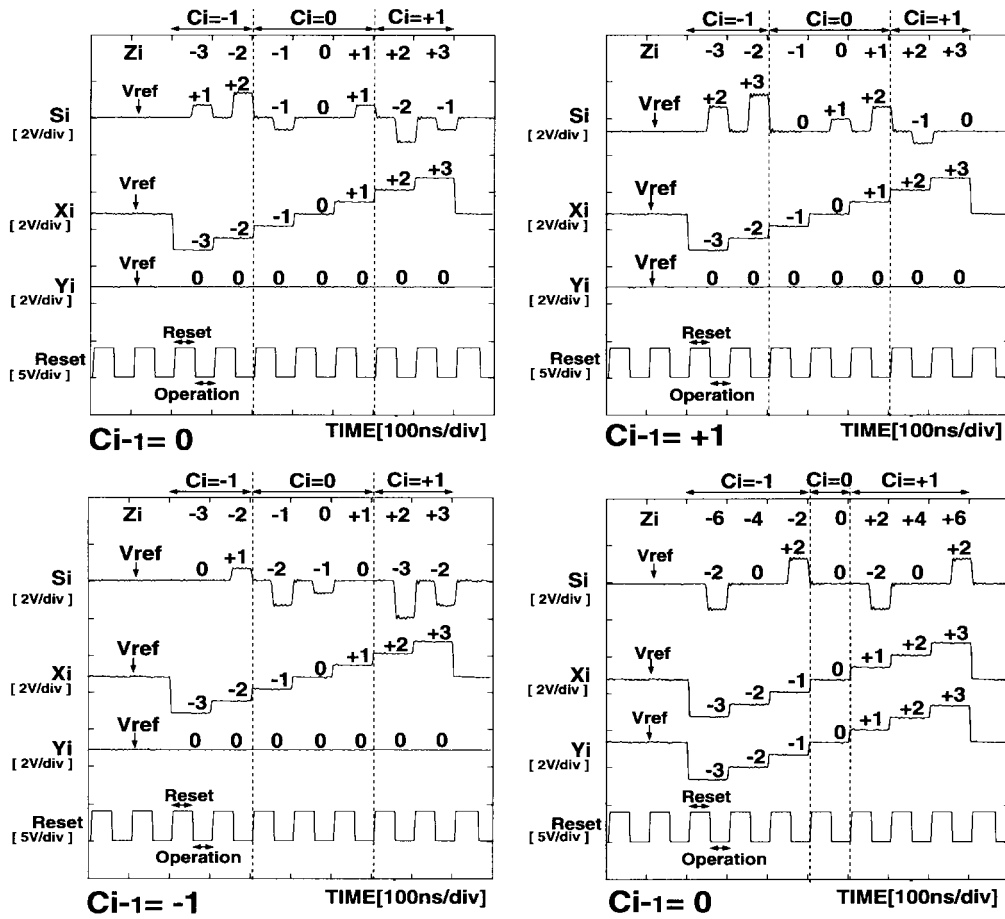 Ci=-1 Ci=0 Ci=+1
Zi -3 -2 -1 0 +1 +2 +3
Vref
Si +1 +2 -1 0 +1 -2 -1
[ 2V/div ]
Vref
Xi -3 -2 -1 0 +1 +2 +3
[ 2V/div ]
Vref
Yi 0 0 0 0 0 0 0
[ 2V/div ]
Reset
Reset
[ 5V/div ]
Operation
Ci-1= 0 TIME[100ns/div]
Ci=-1 Ci=0 Ci=+1
Zi -3 -2 -1 0 +1 +2 +3
Vref
Si +2 +3 0 +1 +2 -1 0
[ 2V/div ]
Vref
Xi -3 -2 -1 0 +1 +2 +3
[ 2V/div ]
Vref
Yi 0 0 0 0 0 0 0
[ 2V/div ]
Reset
Reset
[ 5V/div ]
Operation
Ci-1= +1 TIME[100ns/div]
Ci=-1 Ci=0 Ci=+1
Zi -3 -2 -1 0 +1 +2 +3
Vref
Si 0 +1 -2 -1 0 -3 -2
[ 2V/div ]
Vref
Xi -3 -2 -1 0 +1 +2 +3
[ 2V/div ]
Vref
Yi 0 0 0 0 0 0 0
[ 2V/div ]
Reset
Reset
[ 5V/div ]
Operation
Ci-1= -1 TIME[100ns/div]
Ci=-1 Ci=0 Ci=+1
Zi -6 -4 -2 0 +2 +4 +6
Vref
Si -2 0 +2 0 -2 0 +2
[ 2V/div ]
Vref
Xi -3 -2 -1 0 +1 +2 +3
[ 2V/div ]
Vref
Yi -3 -2 -1 0 +1 +2 +3
[ 2V/div ]
Reset
Reset
[ 5V/div ]
Operation
Ci-1= 0 TIME[100ns/div]